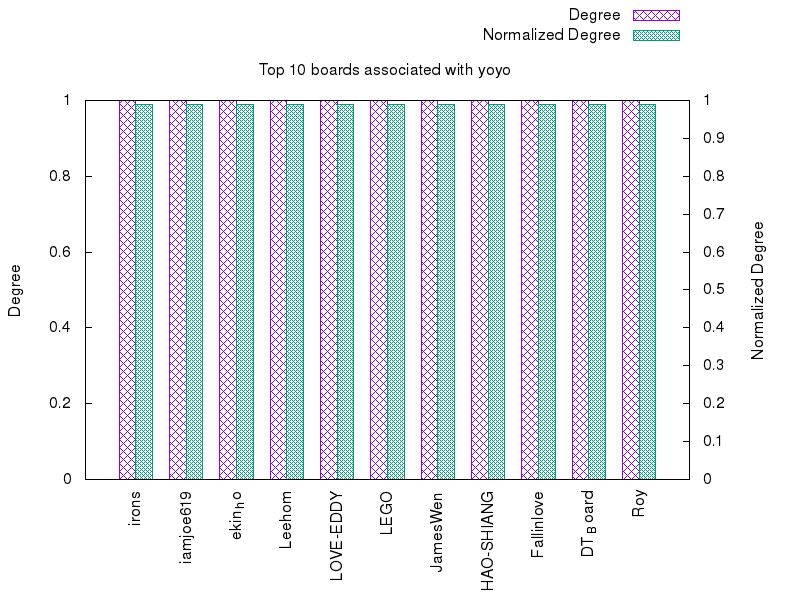 Degree
Normalized Degree
Top 10 boards associated with yoyo
1
0.8
0.6
0.4
0.2
0
1
0.9
0.8
0.7
0.6
0.5
0.4
0.3
0.2
0.1
0
Degree
Normalized Degree
irons
iamjoe619
ekinho
Leehom
LOVE-EDDY
LEGO
JamesWen
HAO-SHIANG
Fallinlove
DTBoard
Roy